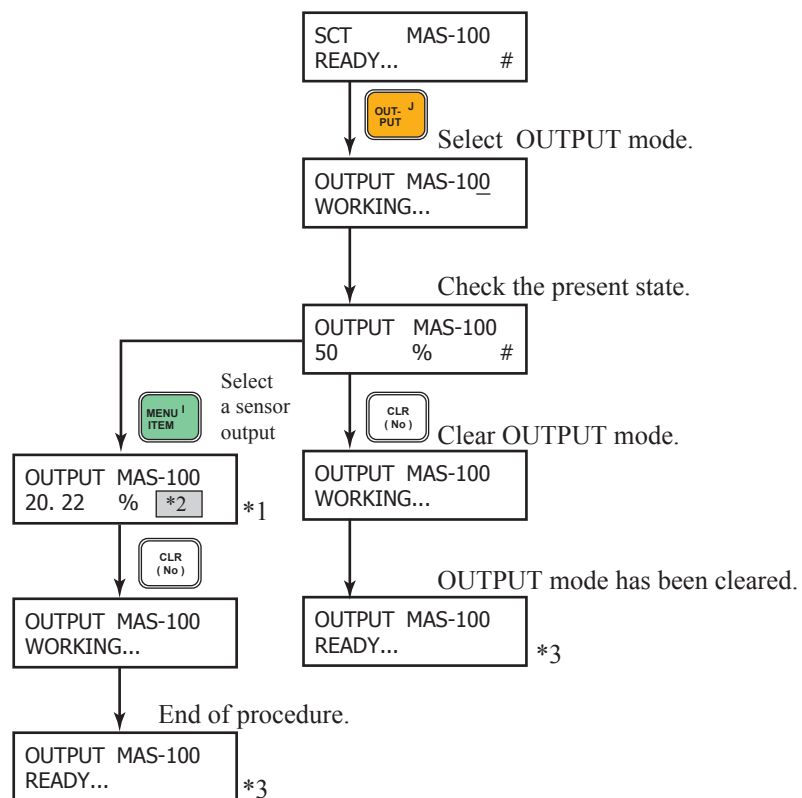 SCT MAS-100
READY... #
OUT- J
PUT
Select OUTPUT mode.
OUTPUT MAS-100
WORKING...
Check the present state.
OUTPUT MAS-100
50 % #
MENU I
ITEM
Select
a sensor
output
CLR
( No )
Clear OUTPUT mode.
OUTPUT MAS-100
20. 22 % *2
*1
OUTPUT MAS-100
WORKING...
CLR
( No )
OUTPUT mode has been cleared.
OUTPUT MAS-100
WORKING...
OUTPUT MAS-100
READY...
*3
End of procedure.
OUTPUT MAS-100
READY...
*3